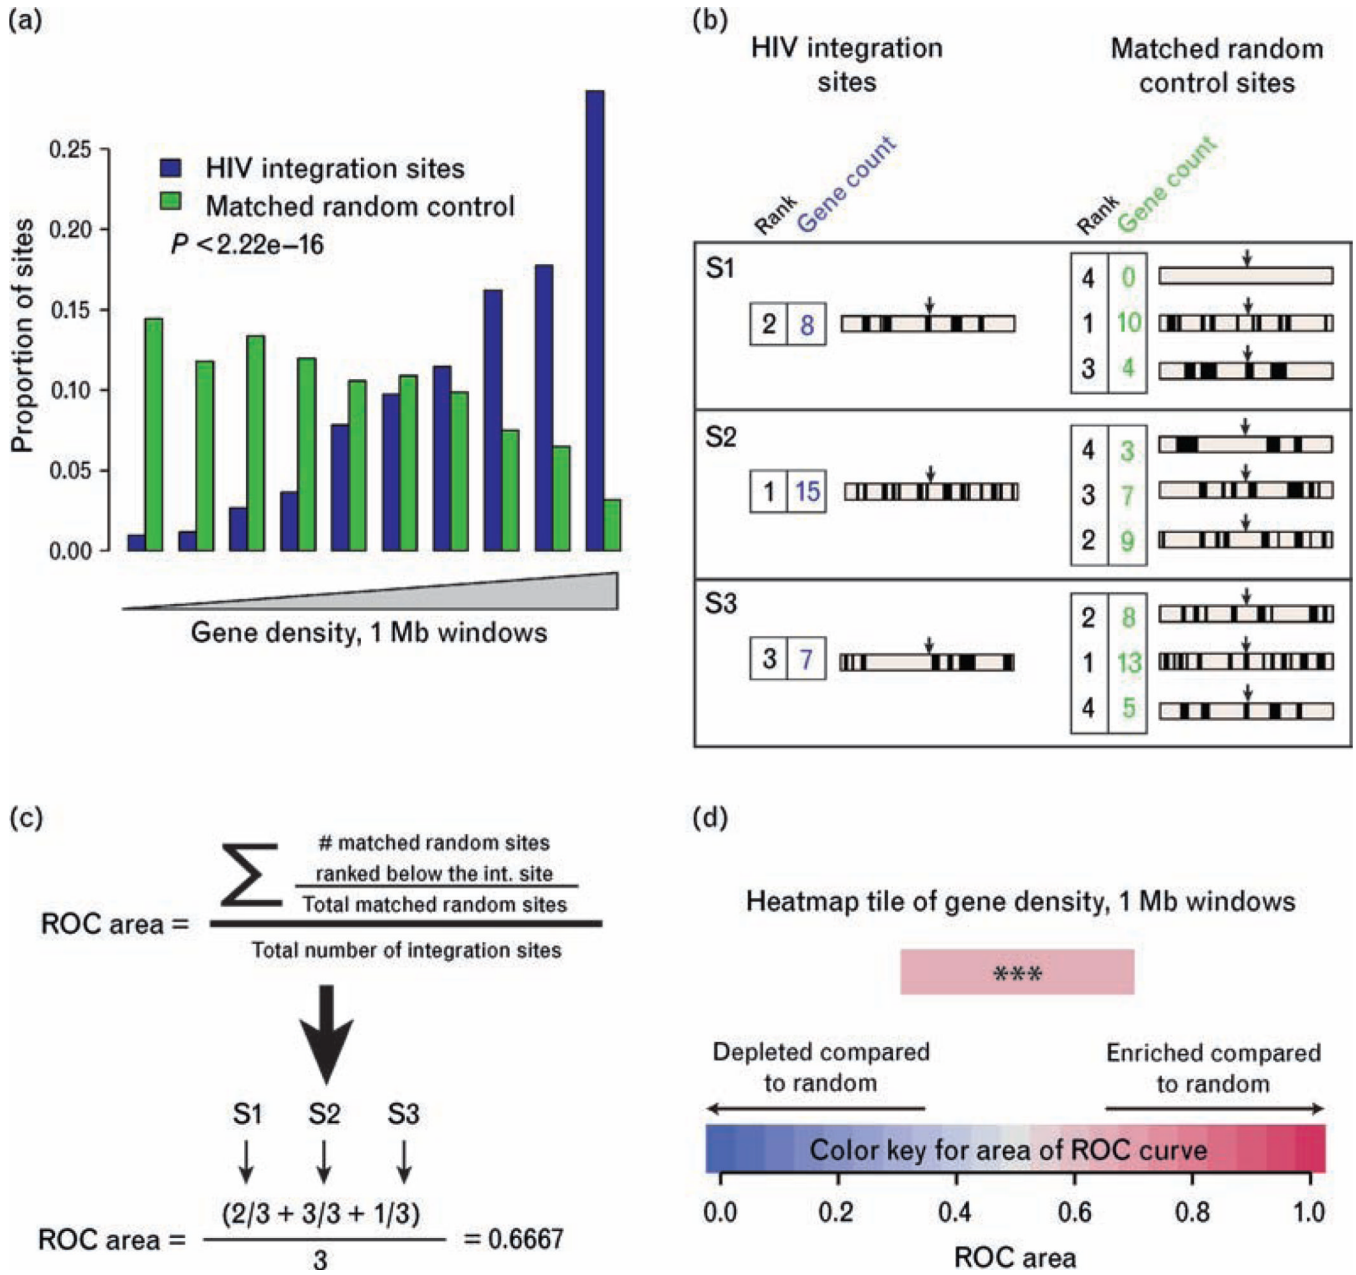 (a)
0.25
0.20
0.15
0.10
0.05
0.00
Proportion of sites
HIV integration sites
Matched random control
P < 2.22e–16
Gene density, 1 Mb windows
(b)
HIV integration
sites
Matched random
control sites
Rank
Gene count
Rank
Gene count
S1
2 8
4 0
1 10
3 4
S2
1 15
4 3
3 7
2 9
S3
3 7
2 8
1 13
4 5
(c)
ROC area =
∑
# matched random sites
ranked below the int. site
Total matched random sites
Total number of integration sites
S1 S2 S3
ROC area =
(2/3 + 3/3 + 1/3)
3
= 0.6667
(d)
Heatmap tile of gene density, 1 Mb windows
***
Depleted compared
to random
Enriched compared
to random
Color key for area of ROC curve
0.0 0.2 0.4 0.6 0.8 1.0
ROC area